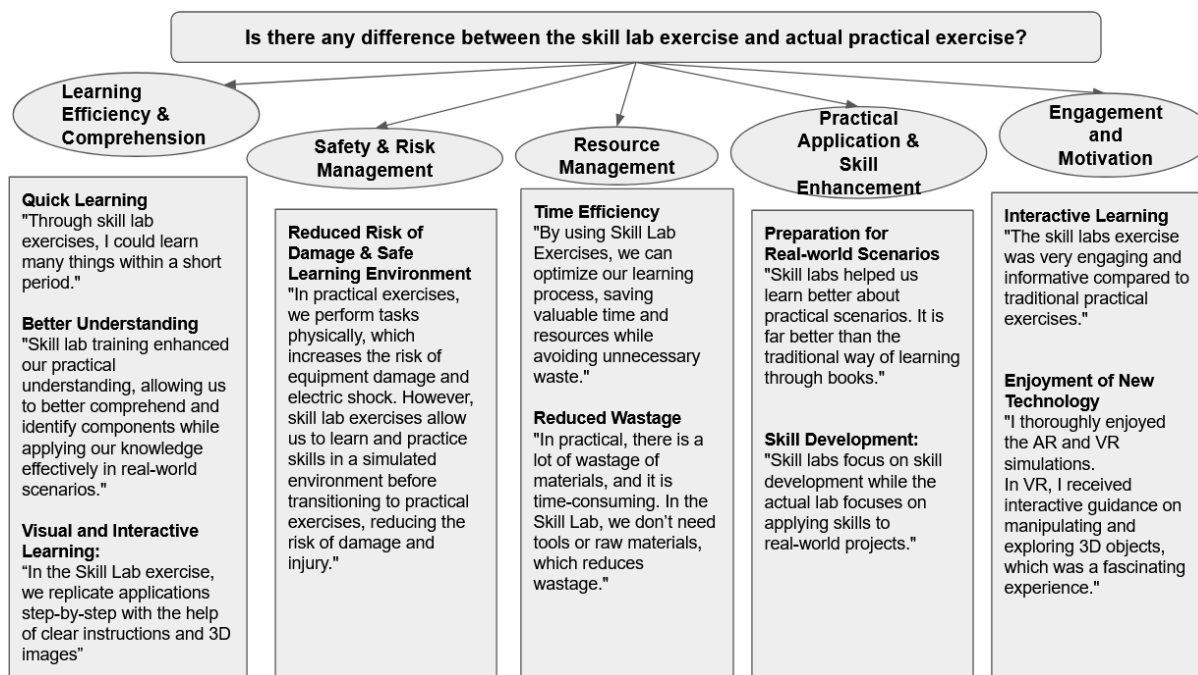 Is there any difference between the skill lab exercise and actual practical exercise?
Learning
Efficiency &
Comprehension
Safety & Risk
Management
Resource
Management
Practical
Application &
Skill
Enhancement
Engagement
and
Motivation
Quick Learning
"Through skill lab
exercises, I could learn
many things within a short
period."
Better Understanding
"Skill lab training enhanced
our practical
understanding, allowing us
to better comprehend and
identify components while
applying our knowledge
effectively in real-world
scenarios."
Visual and Interactive
Learning:
“In the Skill Lab exercise,
we replicate applications
step-by-step with the help
of clear instructions and 3D
images”
Reduced Risk of
Damage & Safe
Learning Environment
"In practical exercises,
we perform tasks
physically, which
increases the risk of
equipment damage and
electric shock. However,
skill lab exercises allow
us to learn and practice
skills in a simulated
environment before
transitioning to practical
exercises, reducing the
risk of damage and
injury."
Time Efficiency
"By using Skill Lab
Exercises, we can
optimize our learning
process, saving
valuable time and
resources while
avoiding unnecessary
waste."
Reduced Wastage
"In practical, there is a
lot of wastage of
materials, and it is
time-consuming. In the
Skill Lab, we don’t need
tools or raw materials,
which reduces
wastage."
Preparation for
Real-world Scenarios
"Skill labs helped us
learn better about
practical scenarios. It is
far better than the
traditional way of learning
through books."
Skill Development:
"Skill labs focus on skill
development while the
actual lab focuses on
applying skills to
real-world projects."
Interactive Learning
"The skill labs exercise
was very engaging and
informative compared to
traditional practical
exercises."
Enjoyment of New
Technology
"I thoroughly enjoyed
the AR and VR
simulations.
In VR, I received
interactive guidance on
manipulating and
exploring 3D objects,
which was a fascinating
experience."